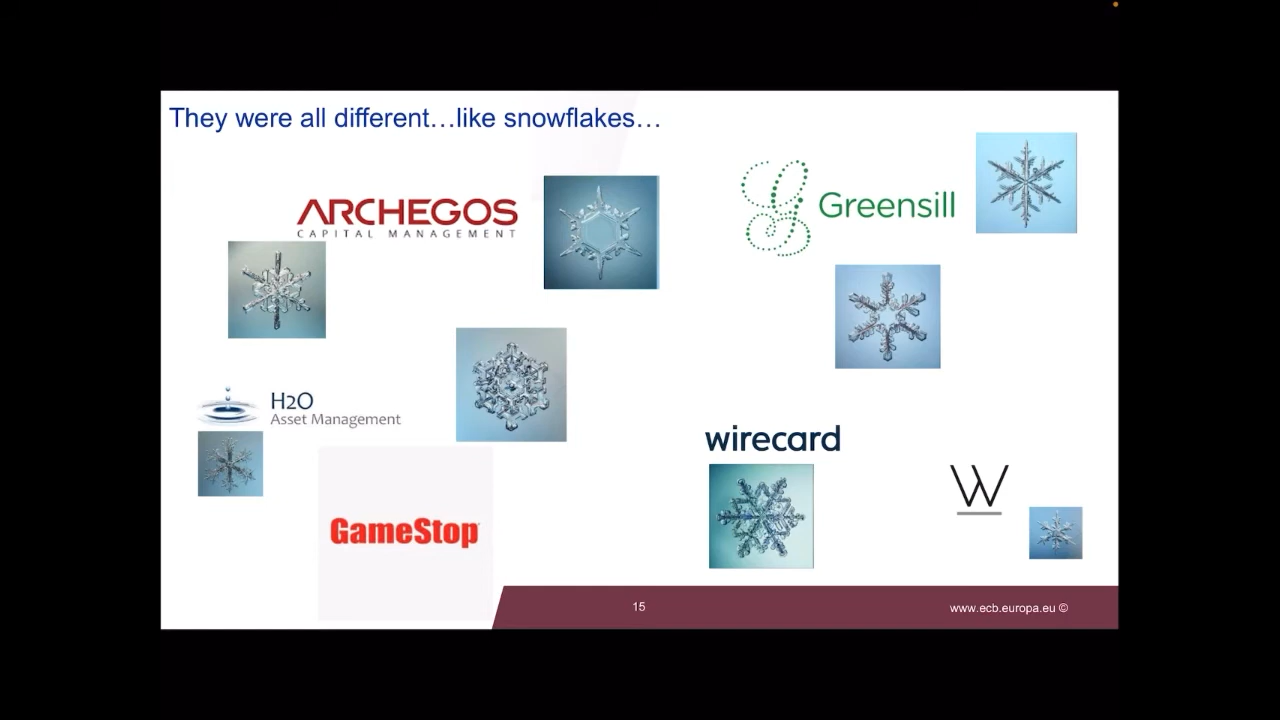 They were all different…like snowflakes…
ARCHEGOS
CAPITAL MANAGEMENT
Greensill
H2O
Asset Management
wirecard
W
GameStop
15
www.ecb.europa.eu ©